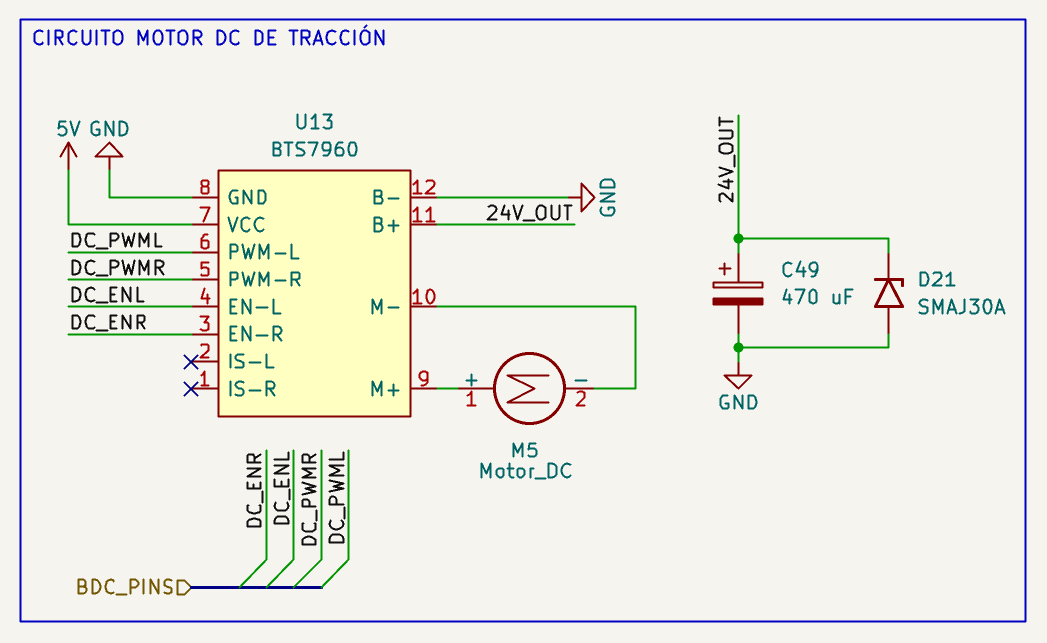 CIRCUITO MOTOR DC DE TRACCIÓN
5V GND
U13
BTS7960
8 GND
7 VCC
6 PWM-L
5 PWM-R
4 EN-L
3 EN-R
2 IS-L
1 IS-R
DC_PWML
DC_PWMR
DC_ENL
DC_ENR
B- 12
B+ 11
M- 10
M+ 9
GND
24V_OUT
+ -
1 2
M5
Motor_DC
24V_OUT
+
C49
470 uF
D21
SMAJ30A
GND
DC_ENR
DC_ENL
DC_PWMR
DC_PWML
BDC_PINS